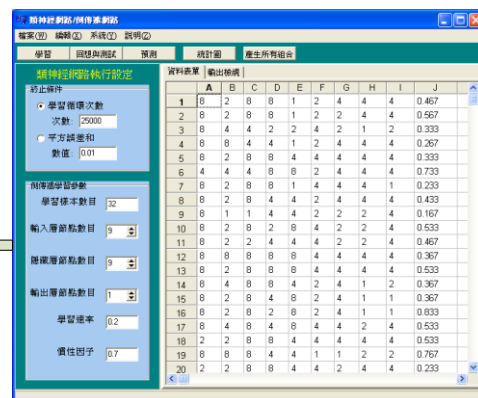 類神經網路/倒傳遞網路
檔案(W) 編輯(X) 系統(Y) 說明(Z)
學習 回想與測試 預測 統計圖 產生所有組合
類神經網路執行設定
終止條件
學習循環次數
次數: 25000
平方誤差和
數值: 0.01
倒傳遞學習參數
學習樣本數目 32
輸入層節點數目 9
隱藏層節點數目 9
輸出層節點數目 1
學習速率 0.2
慣性因子 0.7
資料表單 輸出檢視
A B C D E F G H I J
1 8 2 8 8 1 2 4 4 4 0.467
2 8 2 8 8 1 2 2 4 4 0.567
3 8 4 4 2 2 4 2 1 2 0.333
4 8 8 4 4 1 2 4 4 4 0.267
5 8 2 8 8 4 4 4 4 4 0.333
6 4 4 4 8 8 2 4 4 4 0.733
7 8 2 8 8 1 4 4 4 1 0.233
8 8 2 8 4 4 2 4 4 4 0.433
9 8 1 1 4 4 2 2 2 4 0.167
10 8 2 8 2 8 4 2 2 4 0.533
11 8 2 2 4 4 4 2 2 4 0.467
12 8 8 8 8 8 4 4 4 4 0.367
13 8 2 8 8 8 4 4 4 4 0.533
14 8 4 8 8 4 2 4 1 2 0.367
15 8 2 8 4 8 2 4 1 1 0.367
16 8 2 8 2 8 2 4 1 1 0.833
17 8 4 8 4 8 4 4 2 4 0.533
18 2 2 8 8 4 4 4 4 4 0.533
19 8 8 8 4 4 1 1 2 2 0.767
20 2 2 8 8 4 4 2 4 4 0.233